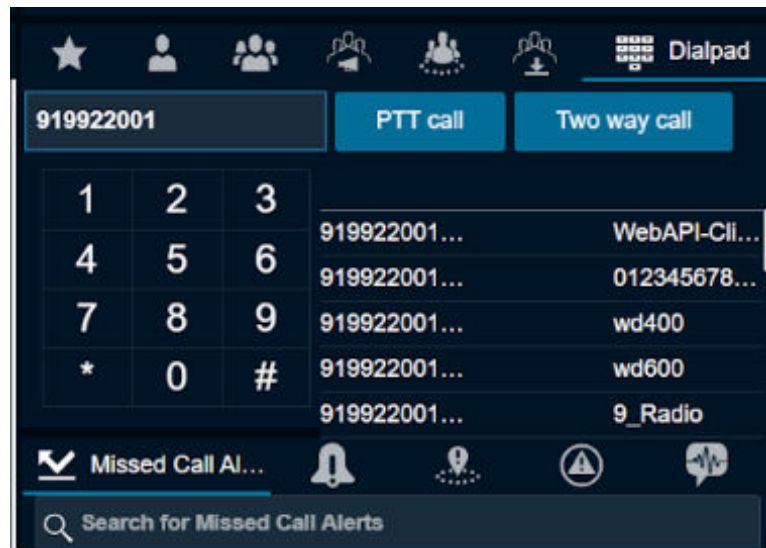 Dialpad
919922001 PTT call Two way call
1 2 3
4 5 6
7 8 9
* 0 #
919922001... WebAPI-Cli...
919922001... 012345678...
919922001... wd400
919922001... wd600
919922001... 9_Radio
Missed Call Al...
Search for Missed Call Alerts